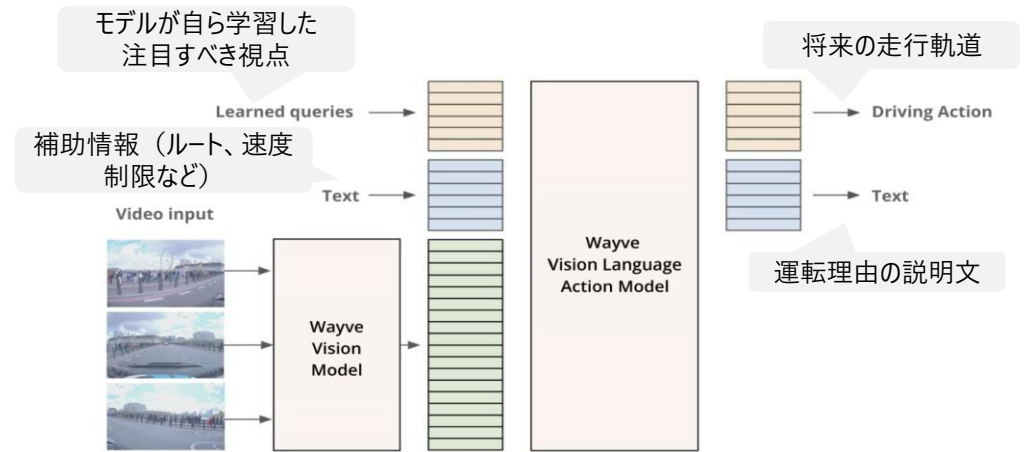 モデルが自ら学習した
注目すべき視点
将来の走行軌道
Learned queries
Driving Action
補助情報（ルート、速度
制限など）
Text
Text
Video input
Wayve
Vision Language
Action Model
運転理由の説明文
Wayve
Vision
Model